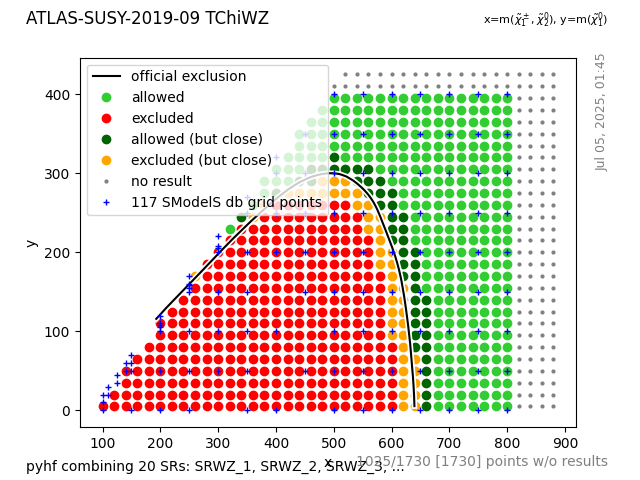 ATLAS-SUSY-2019-09 TChiWZ
x=m(χ̃₁±, χ̃₂⁰), y=m(χ̃₁⁰)
Jul 05, 2025, 01:45
official exclusion
allowed
excluded
allowed (but close)
excluded (but close)
no result
117 SModelS db grid points
y
400
300
200
100
0
100 200 300 400 500 600 700 800 900
x
pyhf combining 20 SRs: SRWZ_1, SRWZ_2, SRWZ_3, ...
1025/1730 [1730] points w/o results